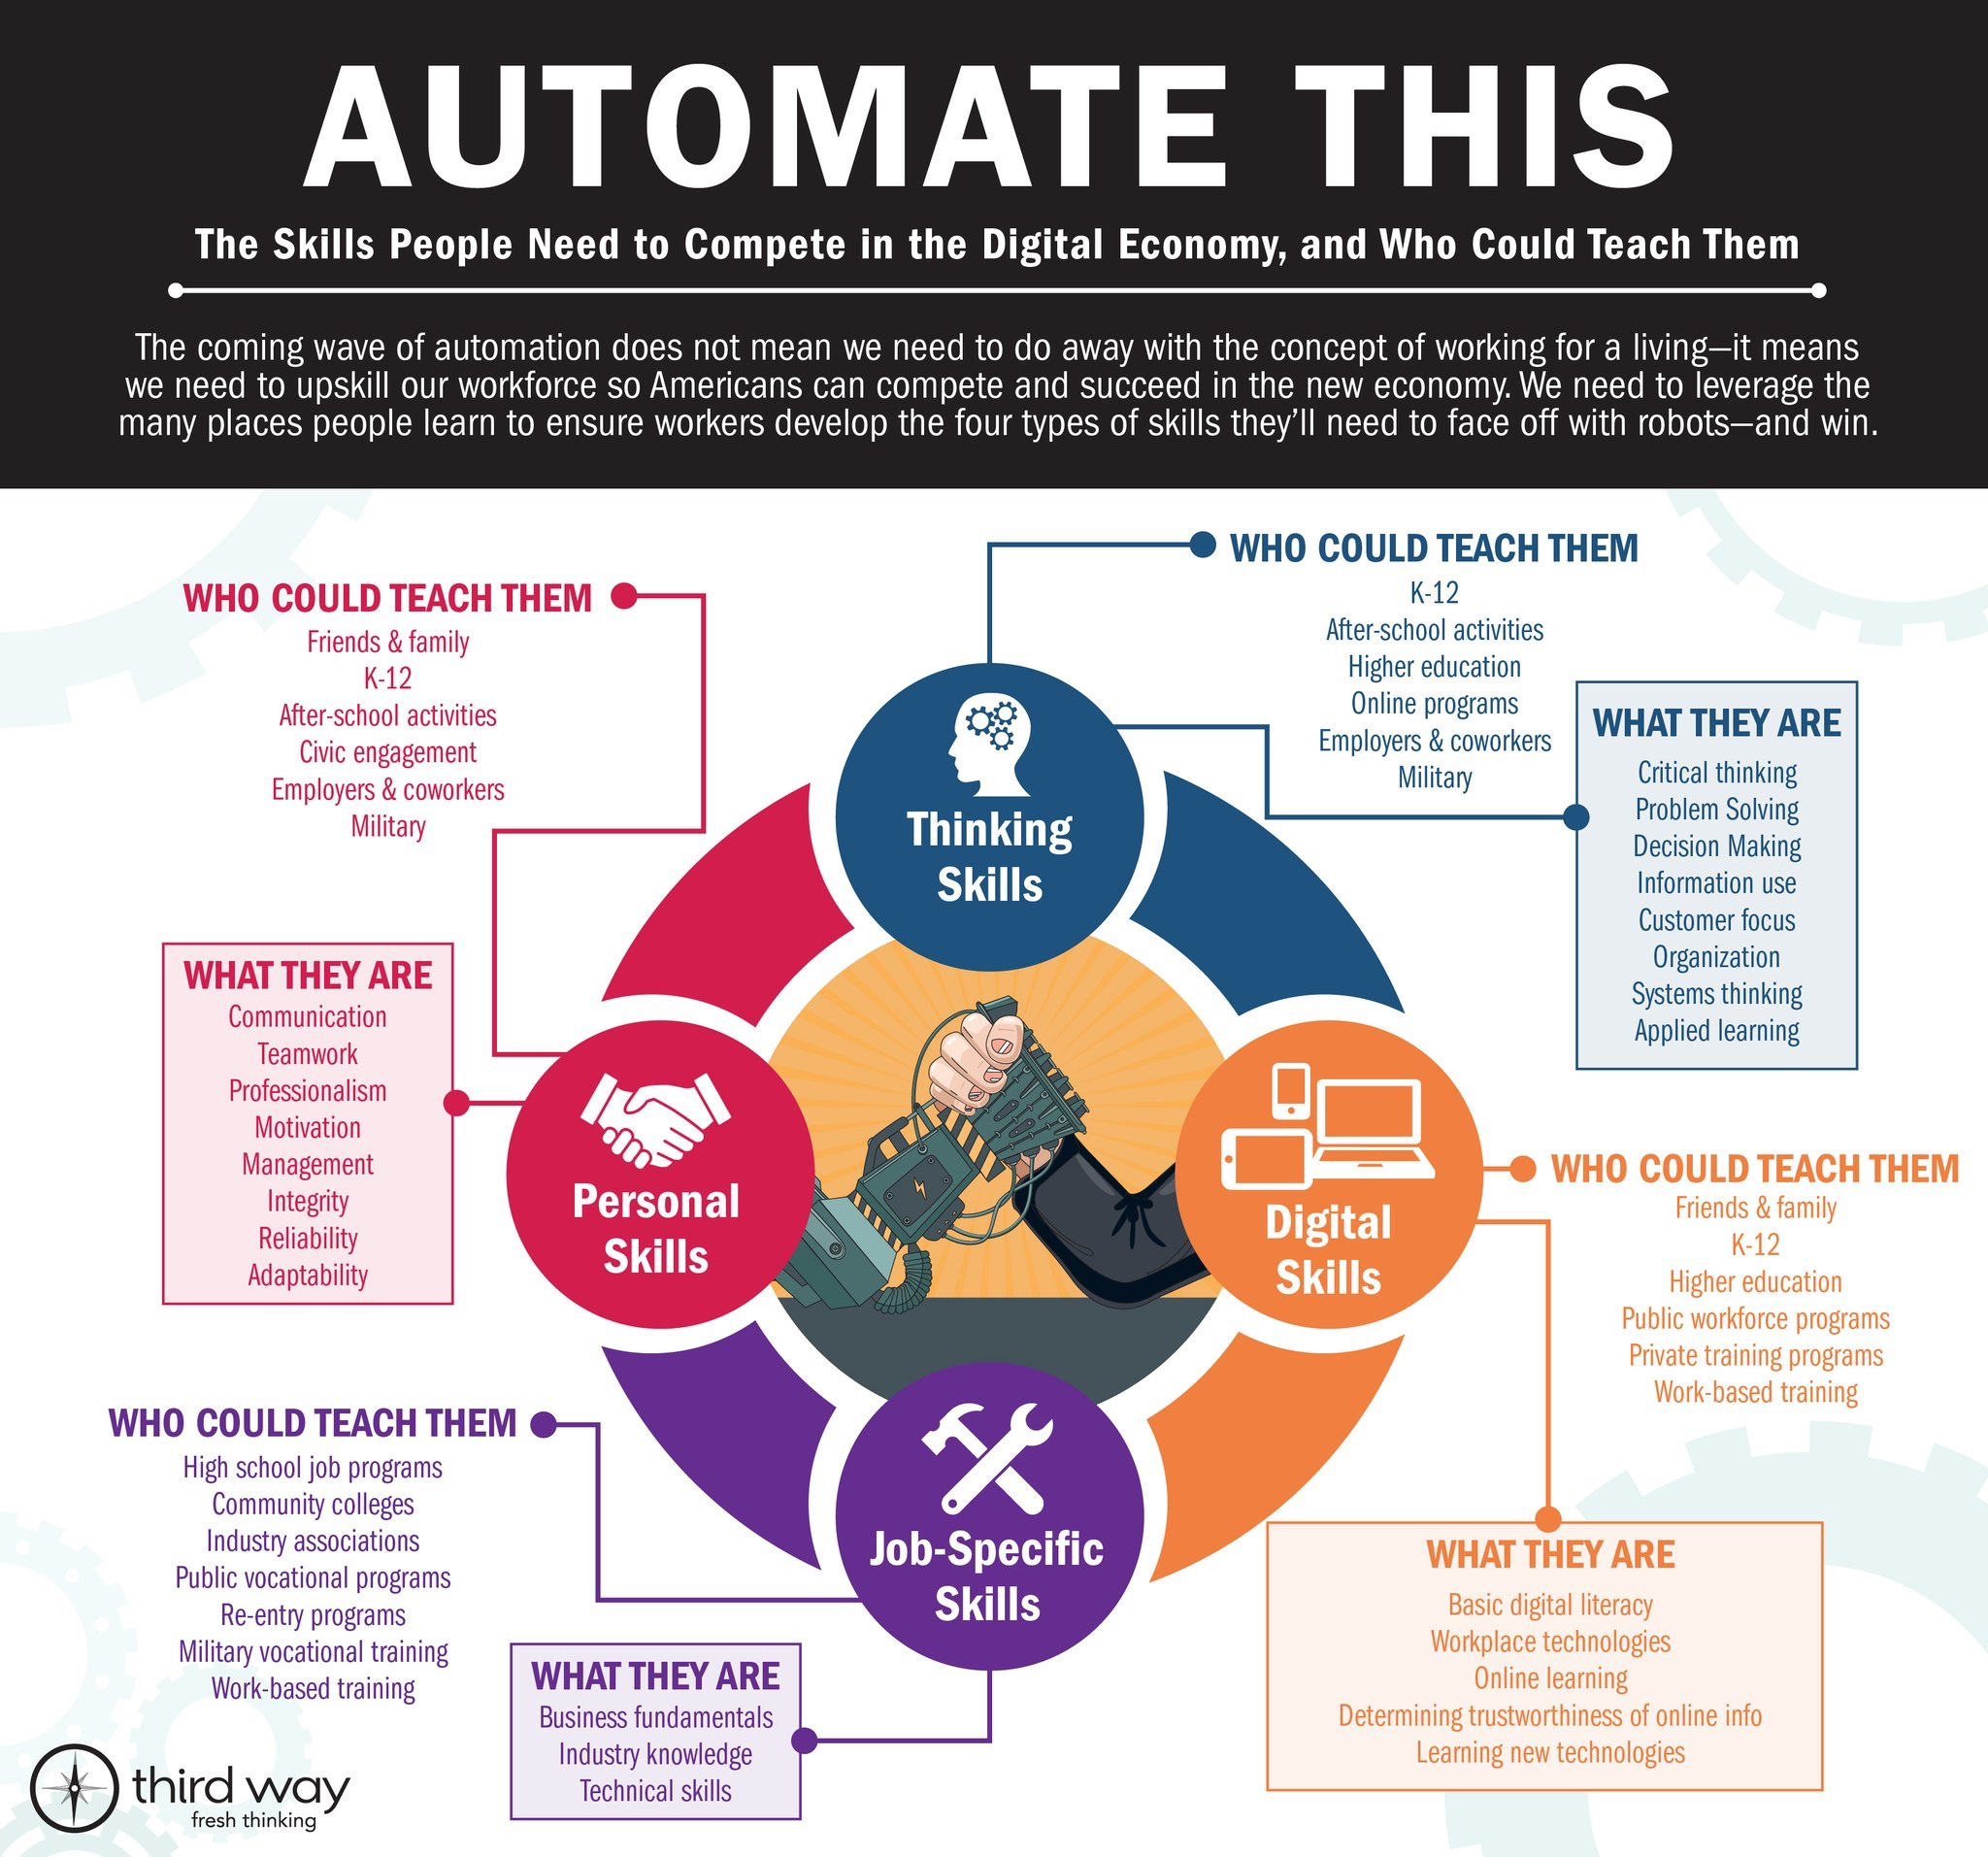 AUTOMATE THIS
The Skills People Need to Compete in the Digital Economy, and Who Could Teach Them
The coming wave of automation does not mean we need to do away with the concept of working for a living—it means
we need to upskill our workforce so Americans can compete and succeed in the new economy. We need to leverage the
many places people learn to ensure workers develop the four types of skills they'll need to face off with robots—and win.
WHO COULD TEACH THEM
K-12
After-school activities
Higher education
Online programs
Employers & coworkers
Military
WHAT THEY ARE
Critical thinking
Problem Solving
Decision Making
Information use
Customer focus
Organization
Systems thinking
Applied learning
Thinking
Skills
WHO COULD TEACH THEM
Friends & family
K-12
After-school activities
Civic engagement
Employers & coworkers
Military
WHAT THEY ARE
Communication
Teamwork
Professionalism
Motivation
Management
Integrity
Reliability
Adaptability
Personal
Skills
Digital
Skills
WHO COULD TEACH THEM
Friends & family
K-12
Higher education
Public workforce programs
Private training programs
Work-based training
WHAT THEY ARE
Basic digital literacy
Workplace technologies
Online learning
Determining trustworthiness of online info
Learning new technologies
WHO COULD TEACH THEM
High school job programs
Community colleges
Industry associations
Public vocational programs
Re-entry programs
Military vocational training
Work-based training
Job-Specific
Skills
WHAT THEY ARE
Business fundamentals
Industry knowledge
Technical skills
third way
fresh thinking